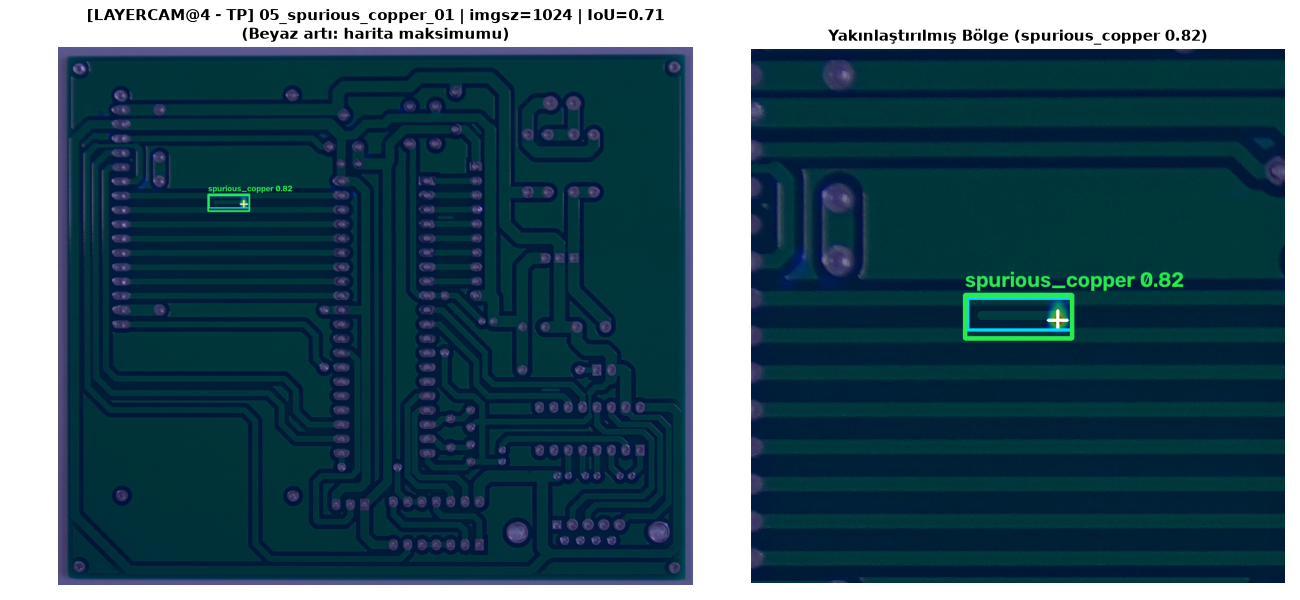 [LAYERCAM@4 - TP] 05_spurious_copper_01 | imgsz=1024 | IoU=0.71
(Beyaz artı: harita maksimumu)
spurious_copper 0.82
Yakınlaştırılmış Bölge (spurious_copper 0.82)
spurious_copper 0.82